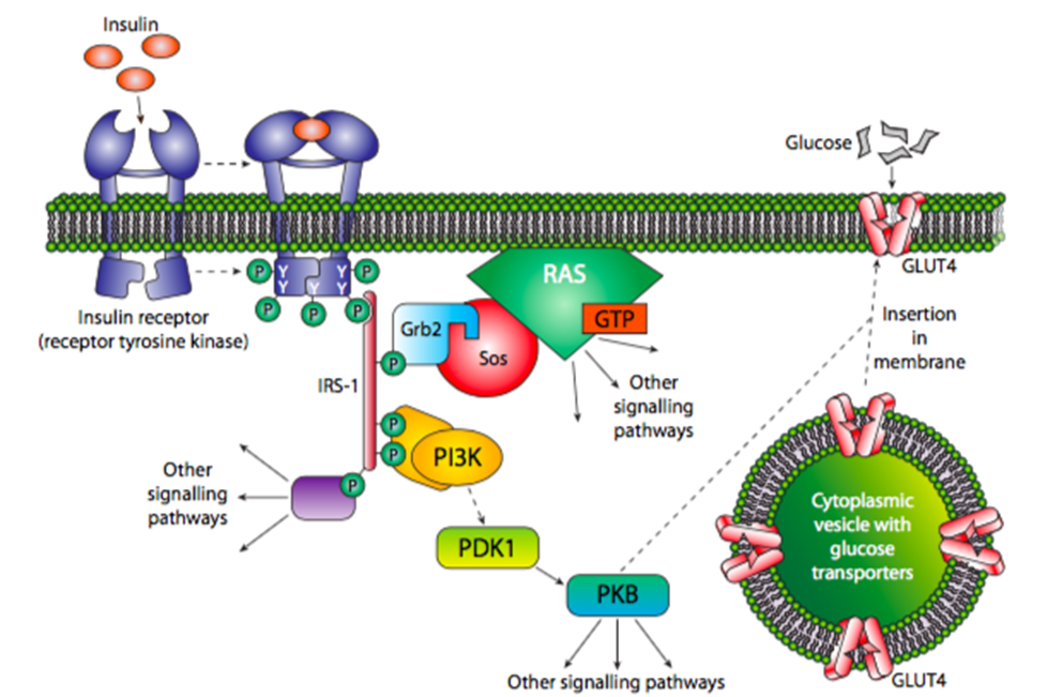 Insulin
Glucose
GLUT4
P
Y
Y
Y
Y
Y
P
P
P
P
RAS
GTP
Insulin receptor
(receptor tyrosine kinase)
Grb2
Sos
P
IRS-1
Insertion
in
membrane
Other
signalling
pathways
P
P
PI3K
Other
signalling
pathways
P
PDK1
PKB
Cytoplasmic
vesicle with
glucose
transporters
GLUT4
Other signalling pathways